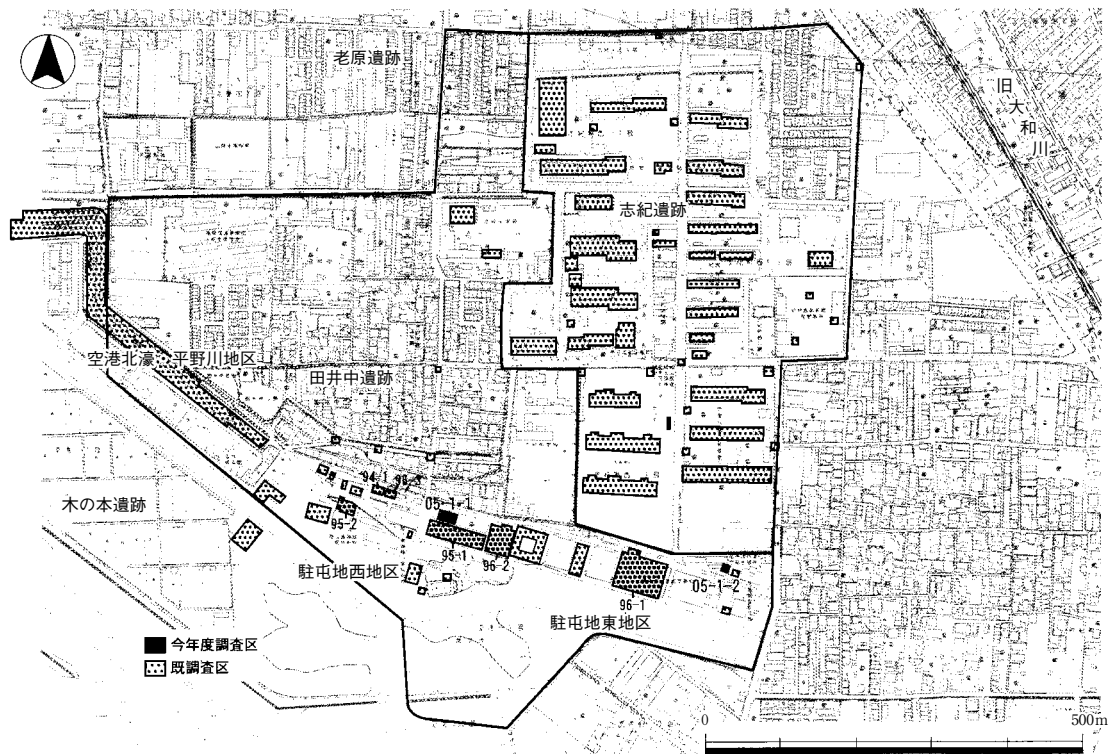 老原遺跡
旧大和川
志紀遺跡
空港北濠、平野川地区
田井中遺跡
木の本遺跡
94-1
05-1-1
95-2
95-1
96-2
駐屯地西地区
96-1
05-1-2
駐屯地東地区
今年度調査区
既調査区
0
500m